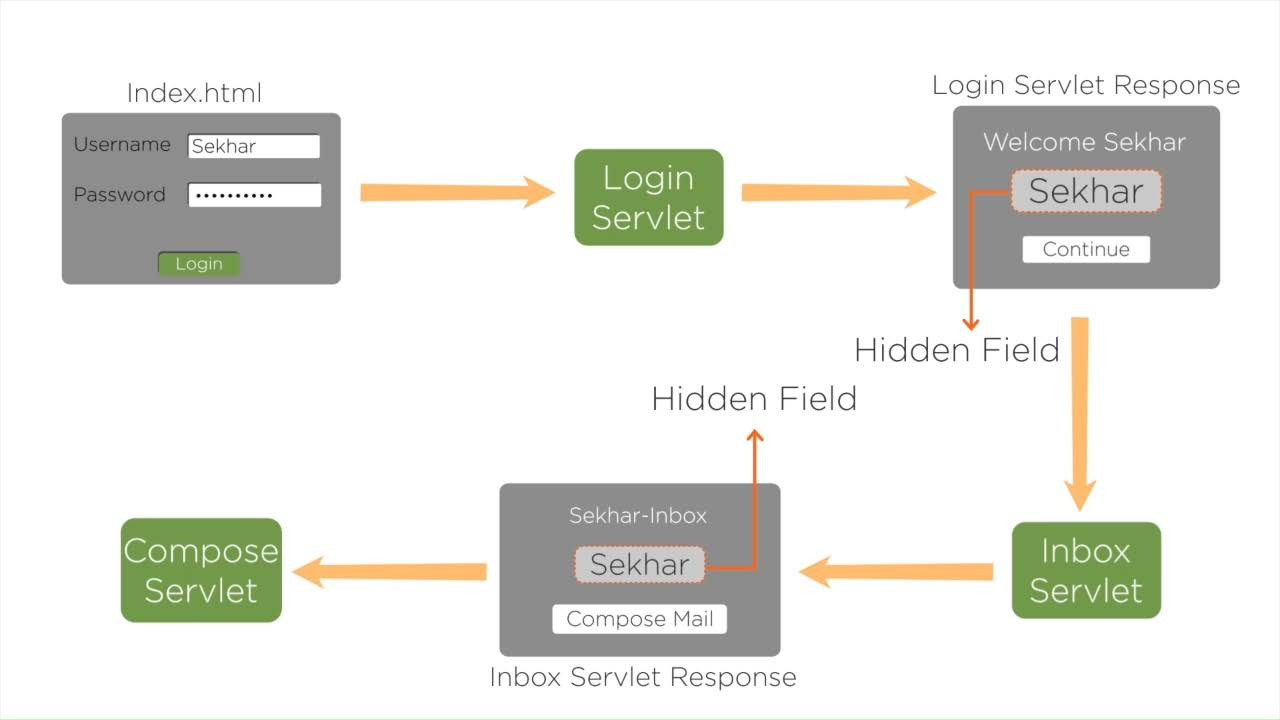 Index.html
Username Sekhar
Password ••••••••••
Login
Login
Servlet
Login Servlet Response
Welcome Sekhar
Sekhar
Continue
Hidden Field
Hidden Field
Inbox
Servlet
Sekhar-Inbox
Sekhar
Compose Mail
Inbox Servlet Response
Compose
Servlet